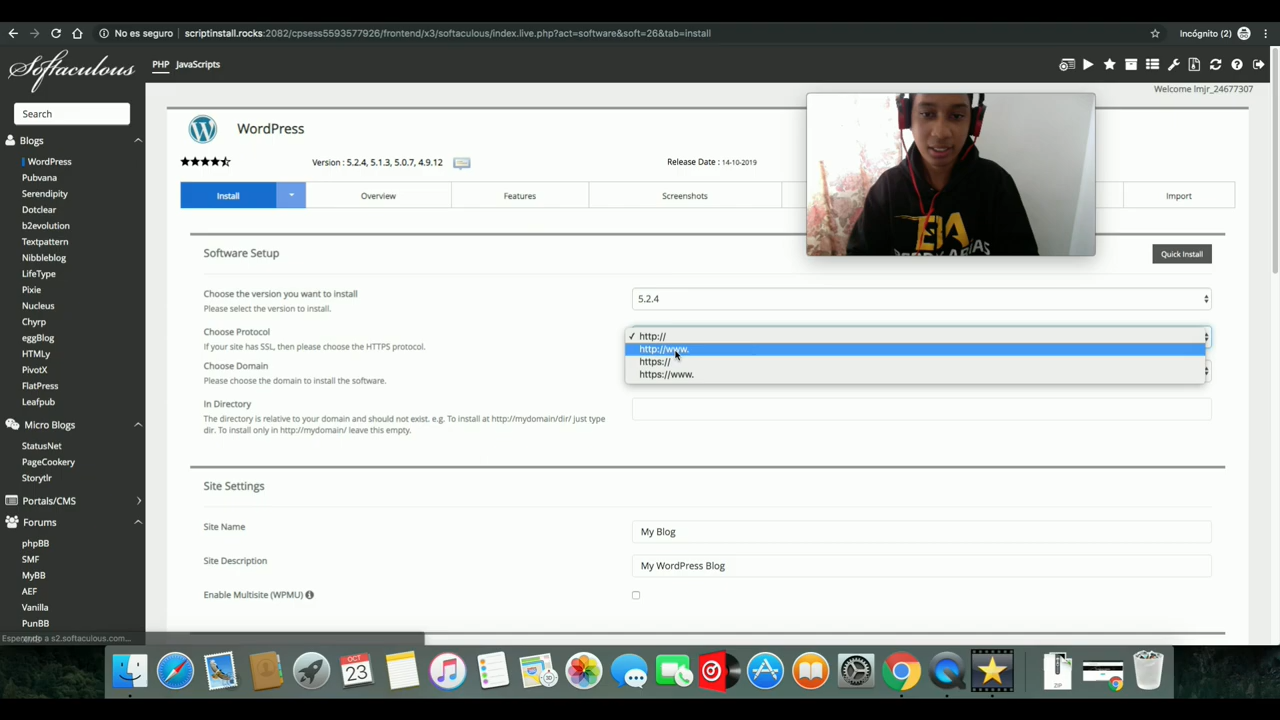 No es seguro
scriptinstall.rocks:2082/cpsess5593577926/frontend/x3/softaculous/index.live.php?act=software&soft=26&tab=install
Incógnito (2)
Softaculous
PHP
JavaScripts
Welcome lmjr_24677307
Search
Blogs
WordPress
Pubvana
Serendipity
Dotclear
b2evolution
Textpattern
Nibbleblog
LifeType
Pixie
Nucleus
Chyrp
eggBlog
HTMLy
PivotX
FlatPress
Leafpub
Micro Blogs
StatusNet
PageCookery
Storytlr
Portals/CMS
Forums
phpBB
SMF
MyBB
AEF
Vanilla
PunBB
Esperando a s2.softaculous.com...
WordPress
Version : 5.2.4, 5.1.3, 5.0.7, 4.9.12
Release Date : 14-10-2019
Install
Overview
Features
Screenshots
Import
Software Setup
Quick Install
Choose the version you want to install
Please select the version to install.
5.2.4
Choose Protocol
If your site has SSL, then please choose the HTTPS protocol.
✓ http://
http://www.
https://
https://www.
Choose Domain
Please choose the domain to install the software.
In Directory
The directory is relative to your domain and should not exist. e.g. To install at http://mydomain/dir/ just type
dir. To install only in http://mydomain/ leave this empty.
Site Settings
Site Name
My Blog
Site Description
My WordPress Blog
Enable Multisite (WPMU)
OCT
23
ZIP